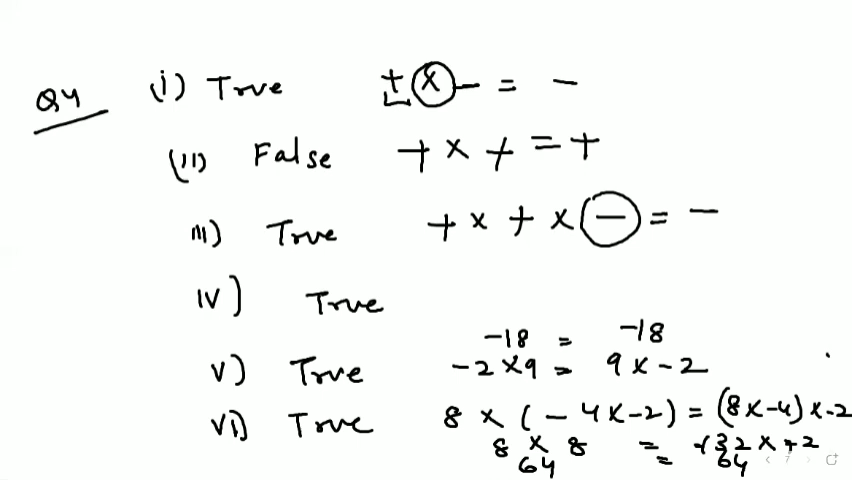 Q4 (i) True + x - = -
(ii) False + x + = +
iii) True + x + x - = -
iv) True
-18 = -18
v) True -2 x 9 = 9 x -2
vi) True 8 x ( - 4 x -2 ) = (8 x -4) x -2
8 x 8 = +32 x +2
64 = 64
7